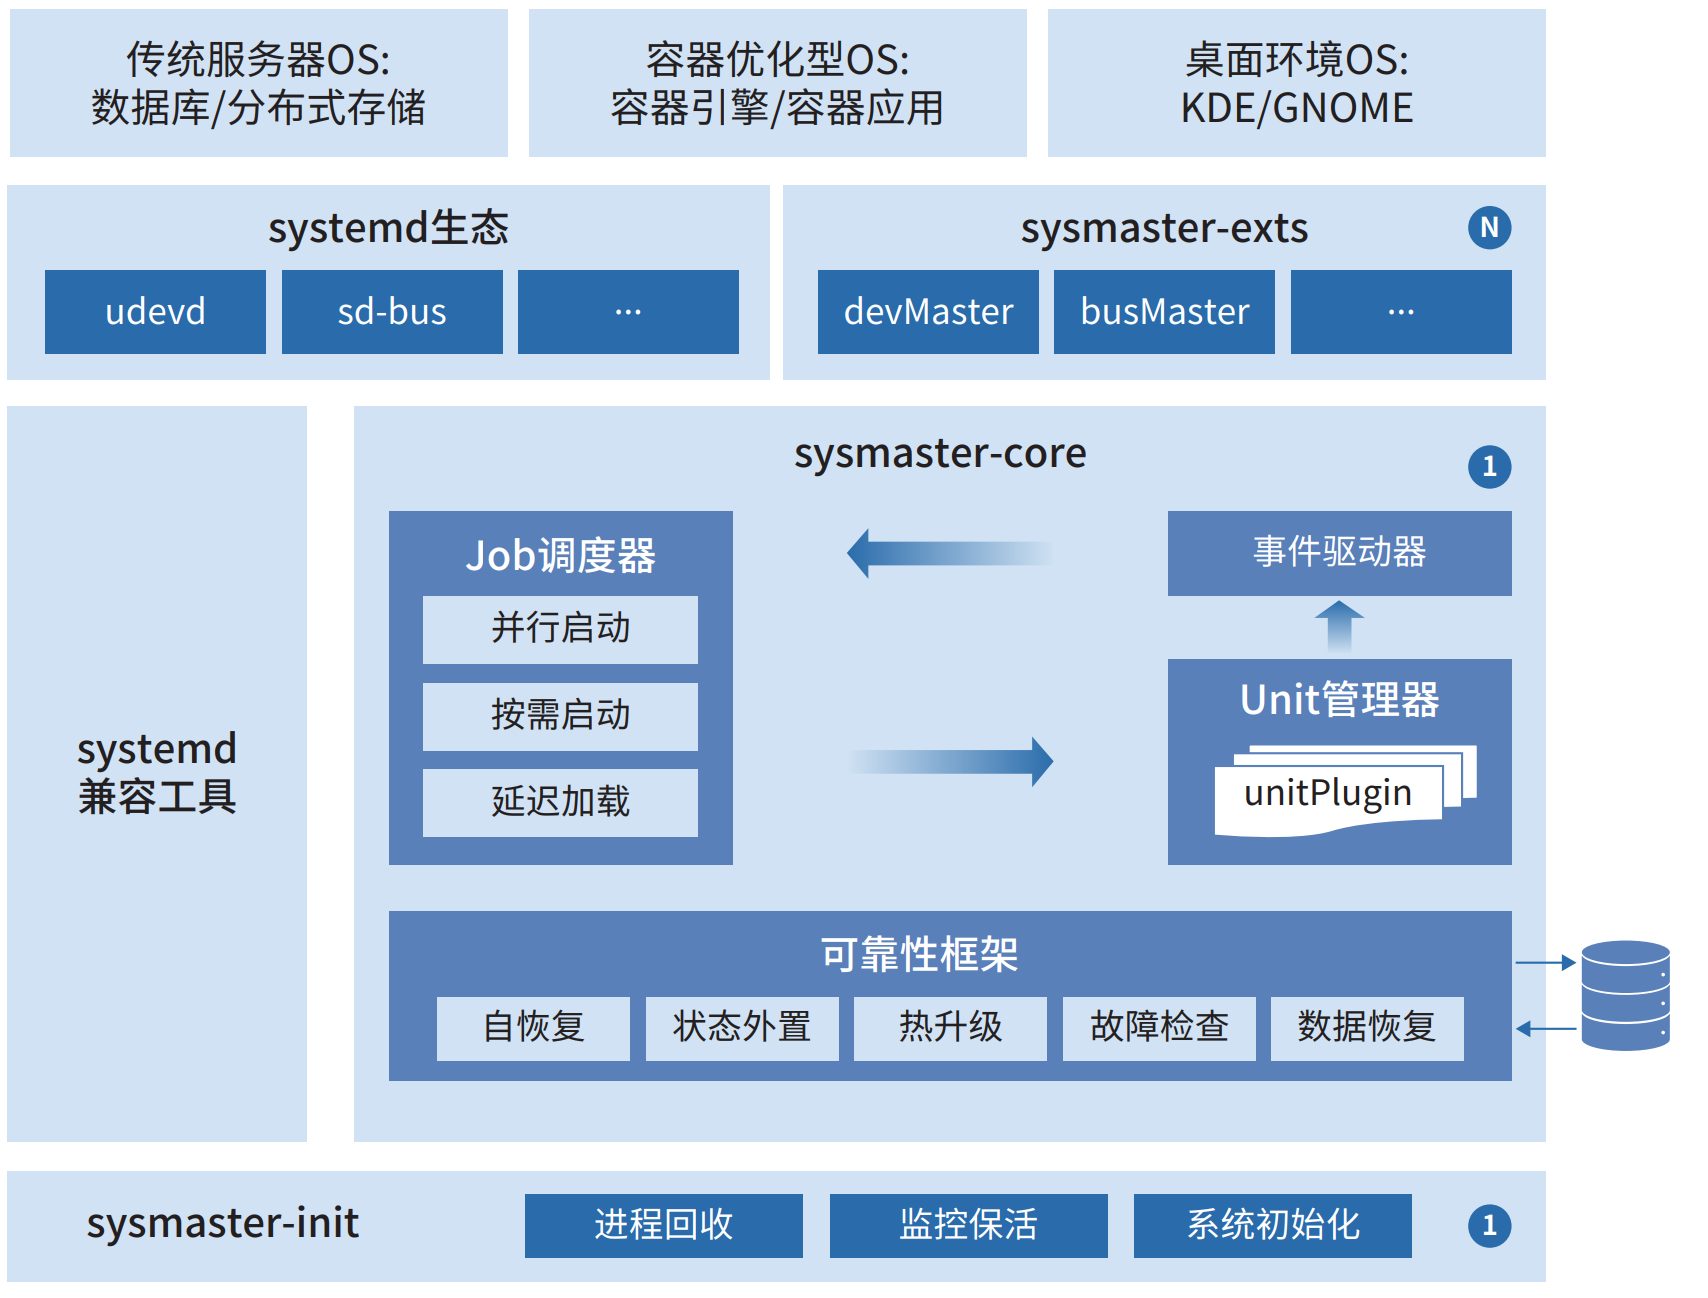 传统服务器OS:
数据库/分布式存储
容器优化型OS:
容器引擎/容器应用
桌面环境OS:
KDE/GNOME
systemd生态
udevd
sd-bus
···
sysmaster-exts
N
devMaster
busMaster
···
systemd
兼容工具
sysmaster-core
1
Job调度器
并行启动
按需启动
延迟加载
事件驱动器
Unit管理器
unitPlugin
可靠性框架
自恢复
状态外置
热升级
故障检查
数据恢复
sysmaster-init
进程回收
监控保活
系统初始化
1